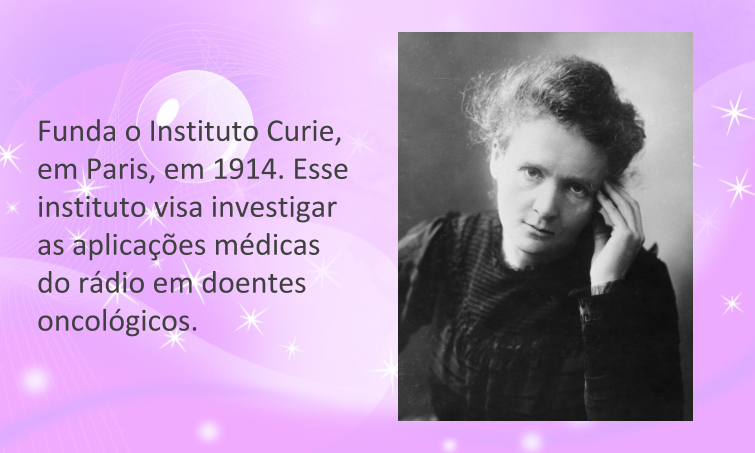 Funda o Instituto Curie,
em Paris, em 1914. Esse
instituto visa investigar
as aplicações médicas
do rádio em doentes
oncológicos.